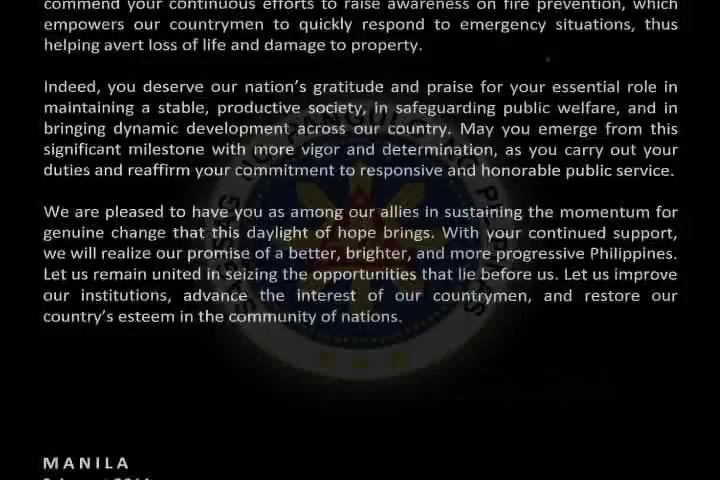 commend your continuous efforts to raise awareness on fire prevention, which
empowers our countrymen to quickly respond to emergency situations, thus
helping avert loss of life and damage to property.
Indeed, you deserve our nation's gratitude and praise for your essential role in
maintaining a stable, productive society, in safeguarding public welfare, and in
bringing dynamic development across our country. May you emerge from this
significant milestone with more vigor and determination, as you carry out your
duties and reaffirm your commitment to responsive and honorable public service.
We are pleased to have you as among our allies in sustaining the momentum for
genuine change that this daylight of hope brings. With your continued support,
we will realize our promise of a better, brighter, and more progressive Philippines.
Let us remain united in seizing the opportunities that lie before us. Let us improve
our institutions, advance the interest of our countrymen, and restore our
country's esteem in the community of nations.
MANILA